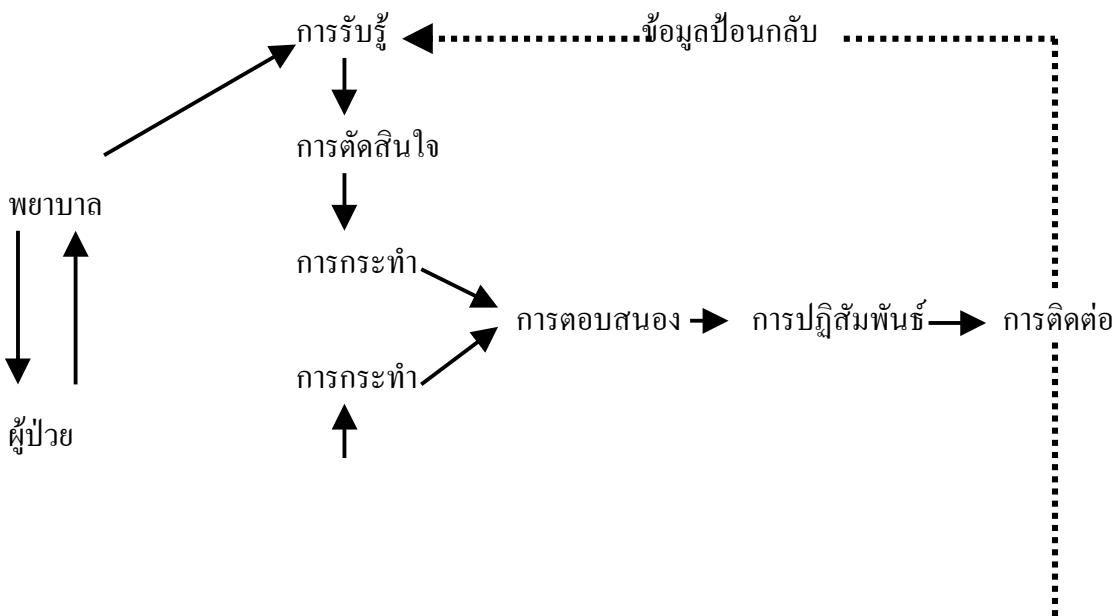 การรับรู้ ข้อมูลป้อนกลับ
การตัดสินใจ
พยาบาล
การกระทำ
การตอบสนอง การปฏิสัมพันธ์ การติดต่อ
การกระทำ
ผู้ป่วย